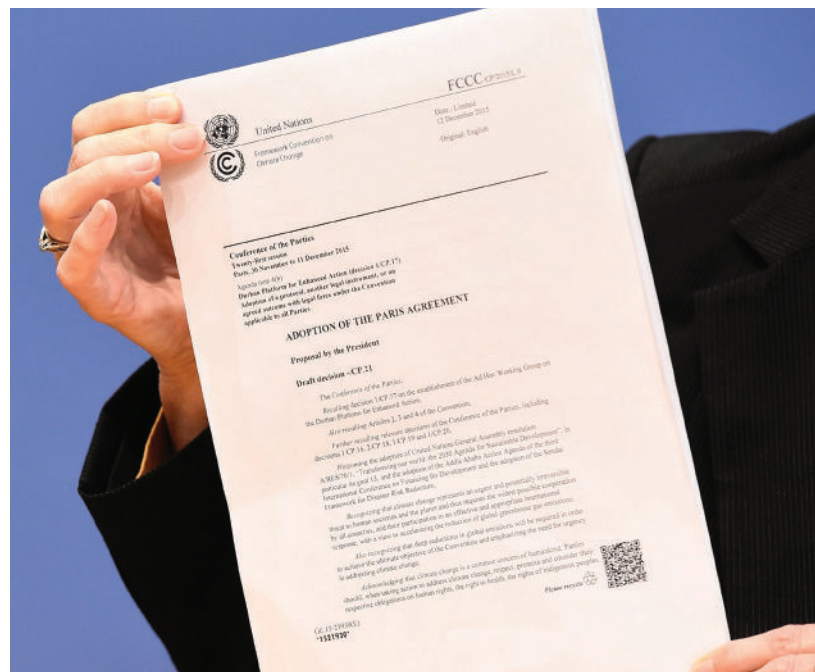 United Nations
FCCC/CP/2015/L.9
Framework Convention on
Climate Change
Distr.: Limited
12 December 2015
Original: English
Conference of the Parties
Twenty-first session
Paris, 30 November to 11 December 2015
Agenda item 4(b)
Durban Platform for Enhanced Action (decision 1/CP.17)
Adoption of a protocol, another legal instrument, or an
agreed outcome with legal force under the Convention
applicable to all Parties
ADOPTION OF THE PARIS AGREEMENT
Proposal by the President
Draft decision -/CP.21
The Conference of the Parties,
Recalling decision 1/CP.17 on the establishment of the Ad Hoc Working Group on
the Durban Platform for Enhanced Action,
Also recalling Articles 2, 3 and 4 of the Convention,
Further recalling relevant decisions of the Conference of the Parties, including
decisions 1/CP.16, 2/CP.18, 1/CP.19 and 1/CP.20,
Welcoming the adoption of United Nations General Assembly resolution
A/RES/70/1, "Transforming our world: the 2030 Agenda for Sustainable Development", in
particular its goal 13, and the adoption of the Addis Ababa Action Agenda of the third
International Conference on Financing for Development and the adoption of the Sendai
Framework for Disaster Risk Reduction,
Recognizing that climate change represents an urgent and potentially irreversible
threat to human societies and the planet and thus requires the widest possible cooperation
by all countries, and their participation in an effective and appropriate international
response, with a view to accelerating the reduction of global greenhouse gas emissions,
Also recognizing that deep reductions in global emissions will be required in order
to achieve the ultimate objective of the Convention and emphasizing the need for urgency
in addressing climate change,
Acknowledging that climate change is a common concern of humankind, Parties
should, when taking action to address climate change, respect, promote and consider their
respective obligations on human rights, the right to health, the rights of indigenous peoples,
GE.15-21930(E)
*1521930*
Please recycle